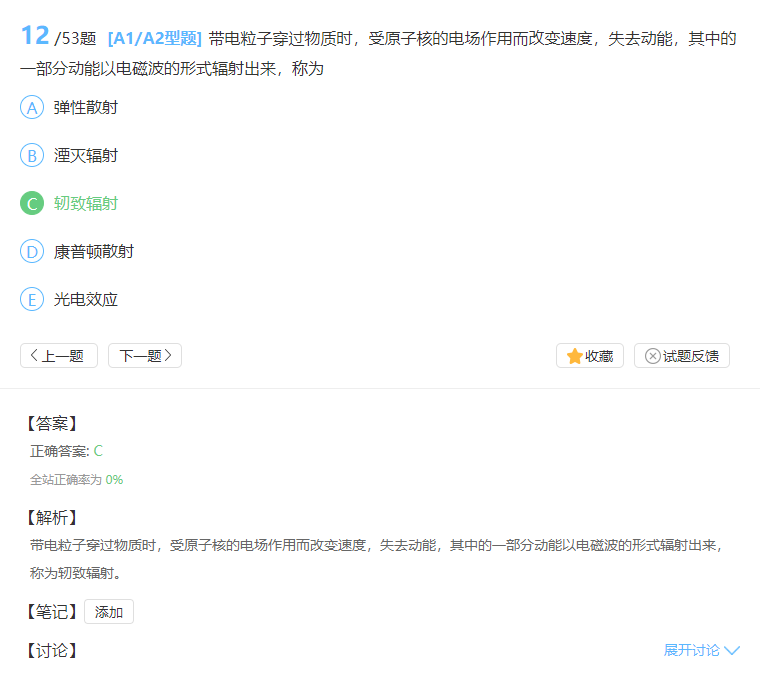 12 /53题 [A1/A2型题] 带电粒子穿过物质时，受原子核的电场作用而改变速度，失去动能，其中的
一部分动能以电磁波的形式辐射出来，称为
A 弹性散射
B 湮灭辐射
C 轫致辐射
D 康普顿散射
E 光电效应
上一题 下一题 收藏 试题反馈
【答案】
正确答案: C
全站正确率为 0%
【解析】
带电粒子穿过物质时，受原子核的电场作用而改变速度，失去动能，其中的一部分动能以电磁波的形式辐射出来，
称为轫致辐射。
【笔记】 添加
【讨论】 展开讨论